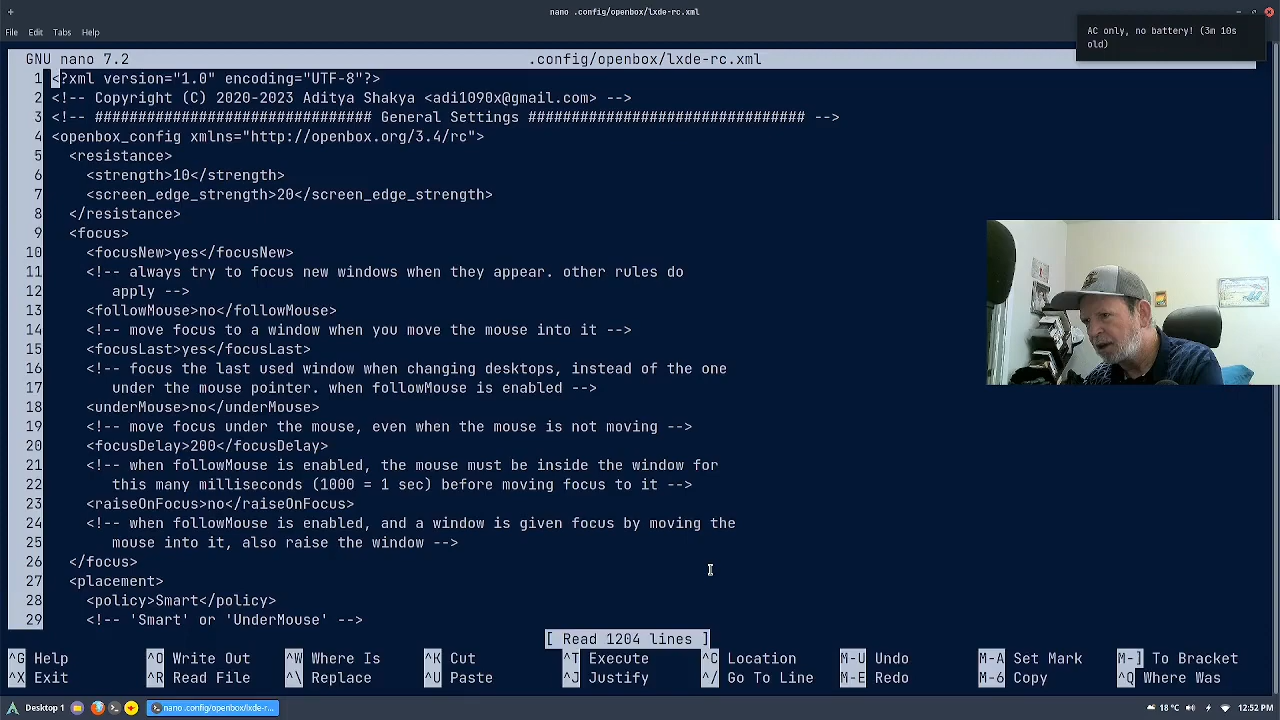 nano .config/openbox/lxde-rc.xml
File Edit Tabs Help
AC only, no battery! (3m 10s
old)
GNU nano 7.2 .config/openbox/lxde-rc.xml
1 <?xml version="1.0" encoding="UTF-8"?>
2 <!-- Copyright (C) 2020-2023 Aditya Shakya <adi1090x@gmail.com> -->
3 <!-- ################################ General Settings ################################ -->
4 <openbox_config xmlns="http://openbox.org/3.4/rc">
5 <resistance>
6 <strength>10</strength>
7 <screen_edge_strength>20</screen_edge_strength>
8 </resistance>
9 <focus>
10 <focusNew>yes</focusNew>
11 <!-- always try to focus new windows when they appear. other rules do
12 apply -->
13 <followMouse>no</followMouse>
14 <!-- move focus to a window when you move the mouse into it -->
15 <focusLast>yes</focusLast>
16 <!-- focus the last used window when changing desktops, instead of the one
17 under the mouse pointer. when followMouse is enabled -->
18 <underMouse>no</underMouse>
19 <!-- move focus under the mouse, even when the mouse is not moving -->
20 <focusDelay>200</focusDelay>
21 <!-- when followMouse is enabled, the mouse must be inside the window for
22 this many milliseconds (1000 = 1 sec) before moving focus to it -->
23 <raiseOnFocus>no</raiseOnFocus>
24 <!-- when followMouse is enabled, and a window is given focus by moving the
25 mouse into it, also raise the window -->
26 </focus>
27 <placement>
28 <policy>Smart</policy>
29 <!-- 'Smart' or 'UnderMouse' -->
[ Read 1204 lines ]
^G Help ^O Write Out ^W Where Is ^K Cut ^T Execute ^C Location M-U Undo M-A Set Mark M-] To Bracket
^X Exit ^R Read File ^\ Replace ^U Paste ^J Justify ^/ Go To Line M-E Redo M-6 Copy ^Q Where Was
Desktop 1 nano .config/openbox/lxde-r... 18 °C 12:52 PM